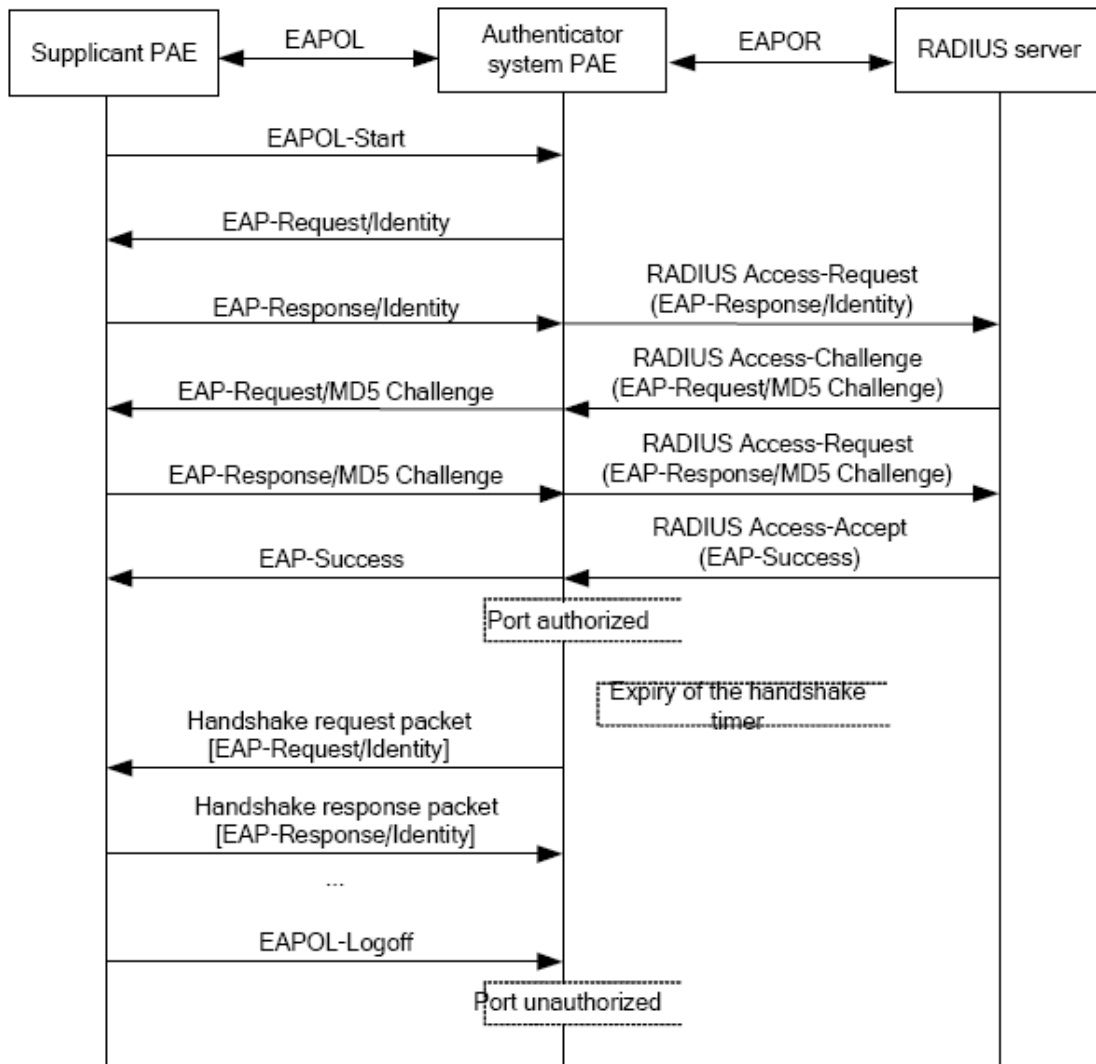 Supplicant PAE
EAPOL
Authenticator
system PAE
EAPOR
RADIUS server
EAPOL-Start
EAP-Request/Identity
EAP-Response/Identity
RADIUS Access-Request
(EAP-Response/Identity)
EAP-Request/MD5 Challenge
RADIUS Access-Challenge
(EAP-Request/MD5 Challenge)
EAP-Response/MD5 Challenge
RADIUS Access-Request
(EAP-Response/MD5 Challenge)
EAP-Success
RADIUS Access-Accept
(EAP-Success)
Port authorized
Expiry of the handshake
timer
Handshake request packet
[EAP-Request/Identity]
Handshake response packet
[EAP-Response/Identity]
...
EAPOL-Logoff
Port unauthorized